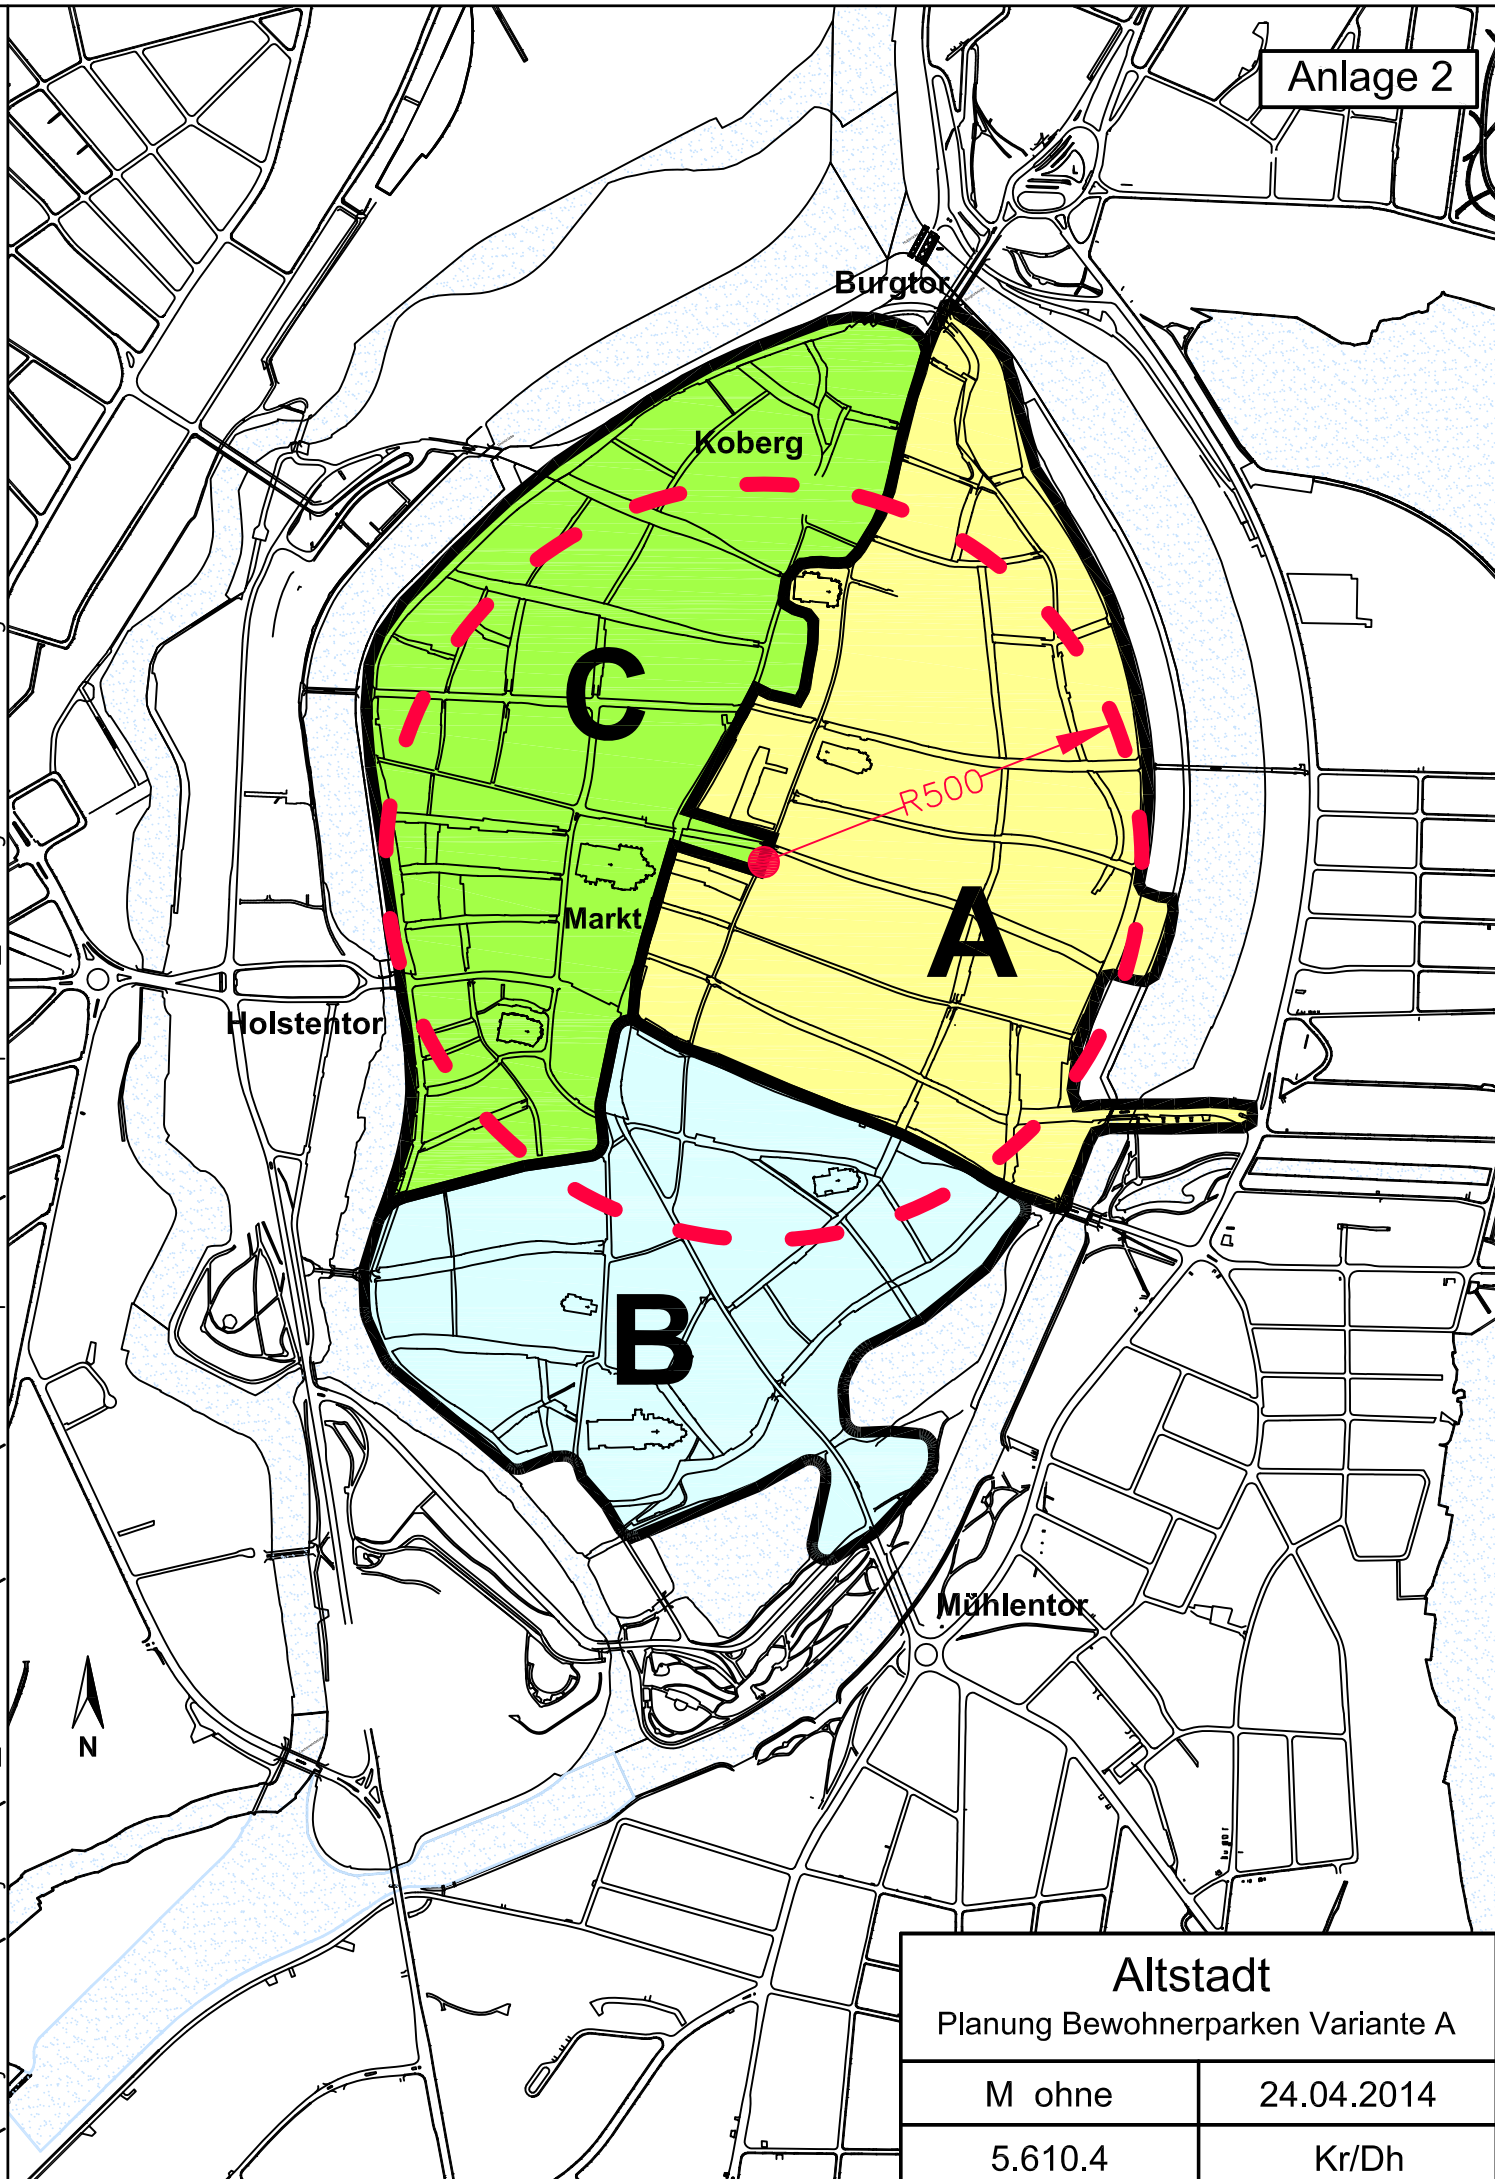 Anlage 2
Burgtor
Koberg
C
R500
A
Markt
Holstentor
B
Mühlentor
N
Altstadt
Planung Bewohnerparken Variante A
M ohne
24.04.2014
5.610.4
Kr/Dh